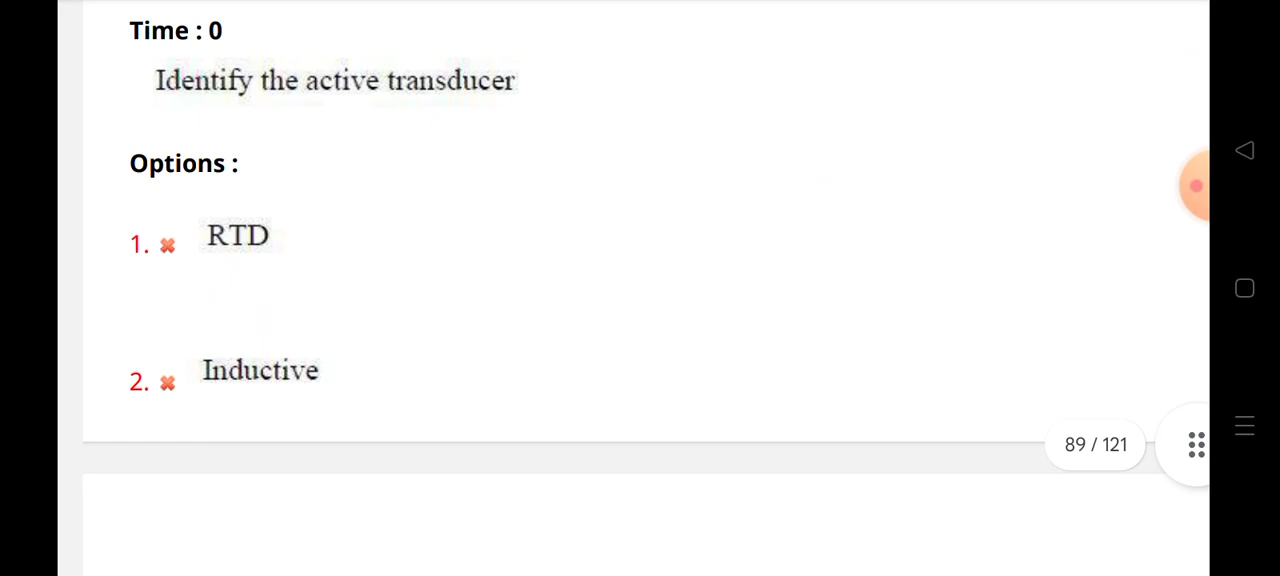 Time : 0
Identify the active transducer
Options :
1. RTD
2. Inductive
89 / 121